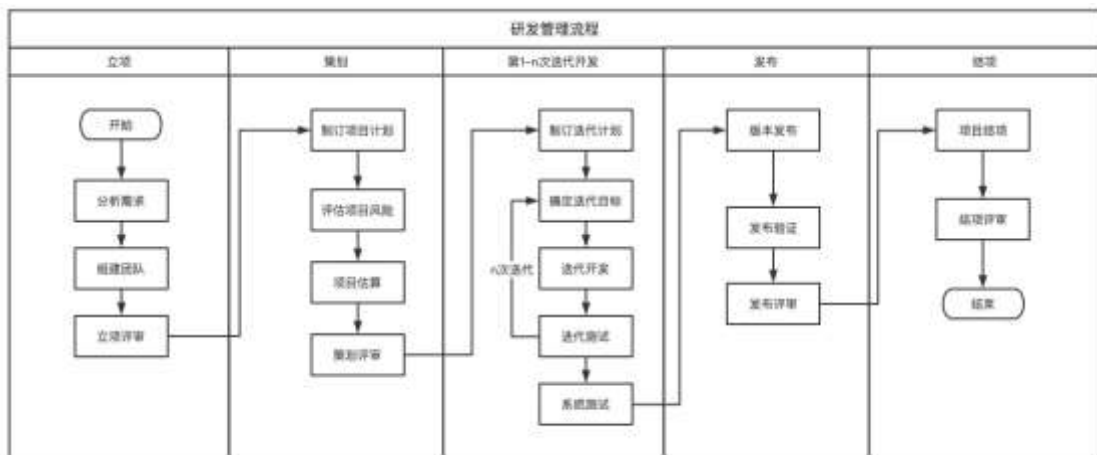 研发管理流程
立项
策划
第1-n次迭代开发
发布
结项
开始
分析需求
组建团队
立项评审
制订项目计划
评估项目风险
项目估算
策划评审
制订迭代计划
确定迭代目标
迭代开发
n次迭代
迭代测试
系统测试
版本发布
发布验证
发布评审
项目结项
结项评审
结束